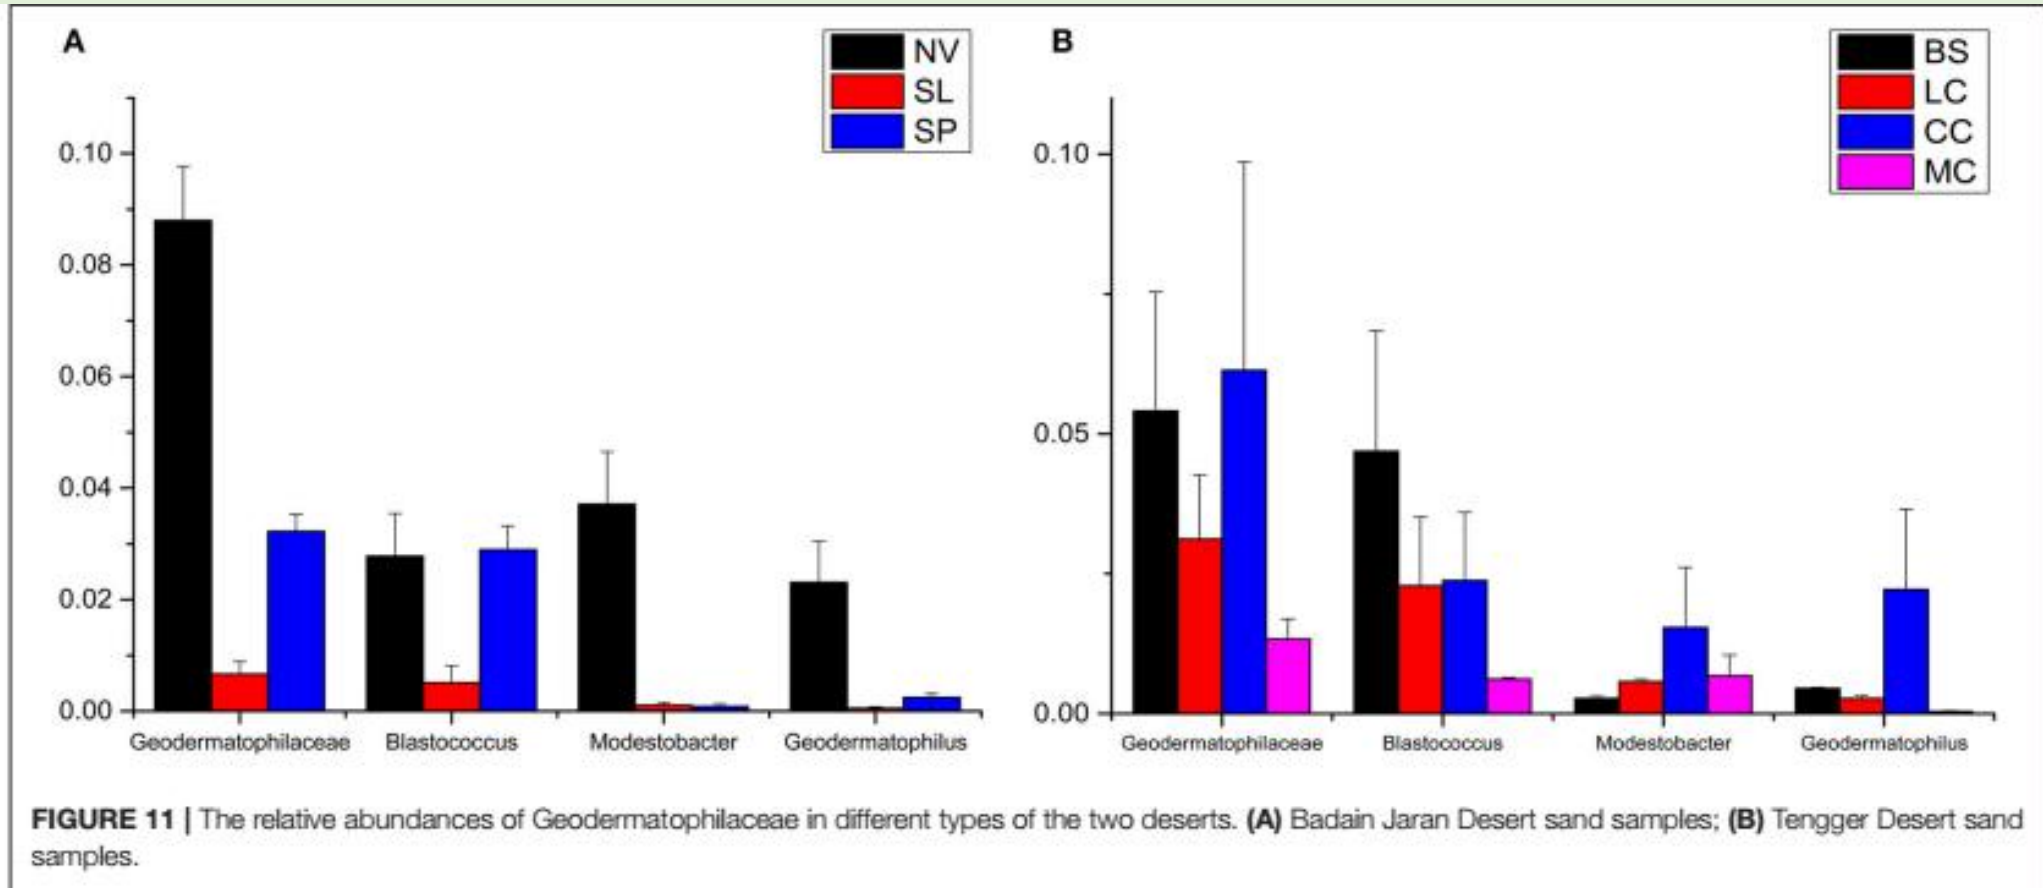 A
NV
SL
SP
0.10
0.08
0.06
0.04
0.02
0.00
Geodermatophilaceae Blastococcus Modestobacter Geodermatophilus
B
BS
LC
CC
MC
0.10
0.05
0.00
Geodermatophilaceae Blastococcus Modestobacter Geodermatophilus
FIGURE 11 | The relative abundances of Geodermatophilaceae in different types of the two deserts. (A) Badain Jaran Desert sand samples; (B) Tengger Desert sand
samples.